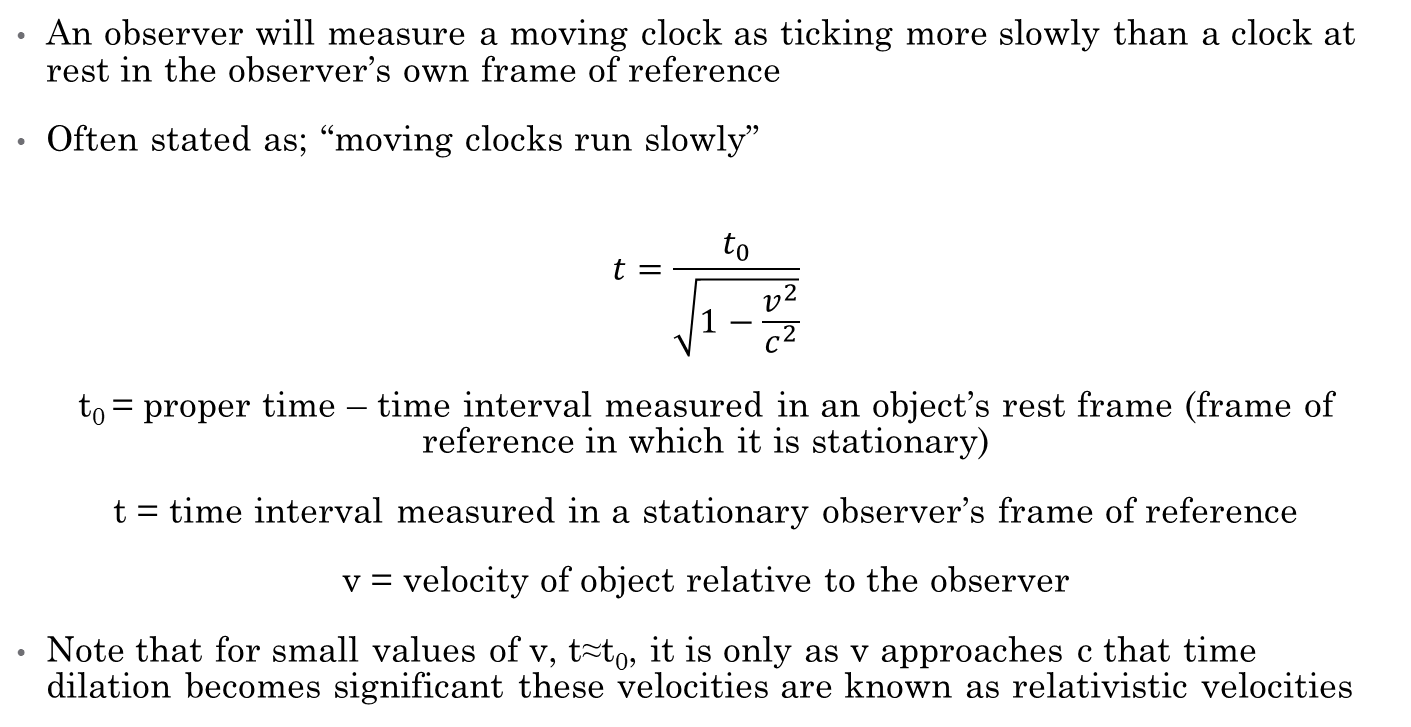 • An observer will measure a moving clock as ticking more slowly than a clock at
rest in the observer’s own frame of reference
• Often stated as; “moving clocks run slowly”
t = t₀ / √(1 − v²/c²)
t₀ = proper time – time interval measured in an object’s rest frame (frame of
reference in which it is stationary)
t = time interval measured in a stationary observer’s frame of reference
v = velocity of object relative to the observer
• Note that for small values of v, t≈t₀, it is only as v approaches c that time
dilation becomes significant these velocities are known as relativistic velocities